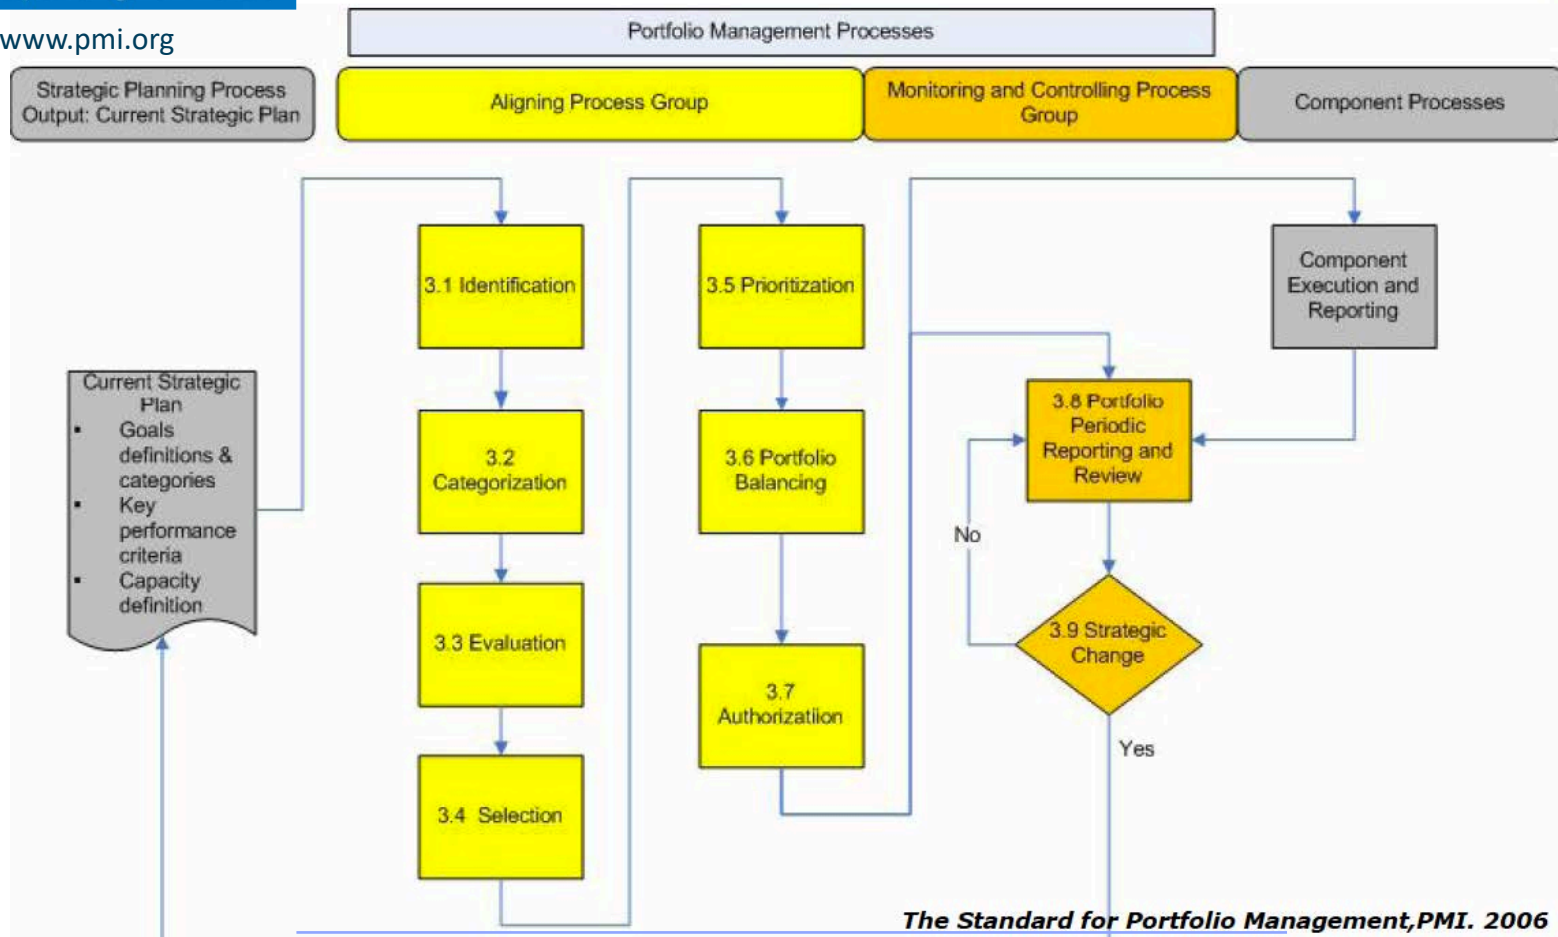 www.pmi.org
Portfolio Management Processes
Strategic Planning Process
Output: Current Strategic Plan
Aligning Process Group
Monitoring and Controlling Process
Group
Component Processes
3.1 Identification
3.5 Prioritization
Component
Execution and
Reporting
Current Strategic
Plan
▪ Goals
definitions &
categories
▪ Key
performance
criteria
▪ Capacity
definition
3.2
Categorization
3.6 Portfolio
Balancing
3.8 Portfolio
Periodic
Reporting and
Review
No
3.3 Evaluation
3.7
Authorizatiion
3.9 Strategic
Change
Yes
3.4 Selection
The Standard for Portfolio Management,PMI. 2006